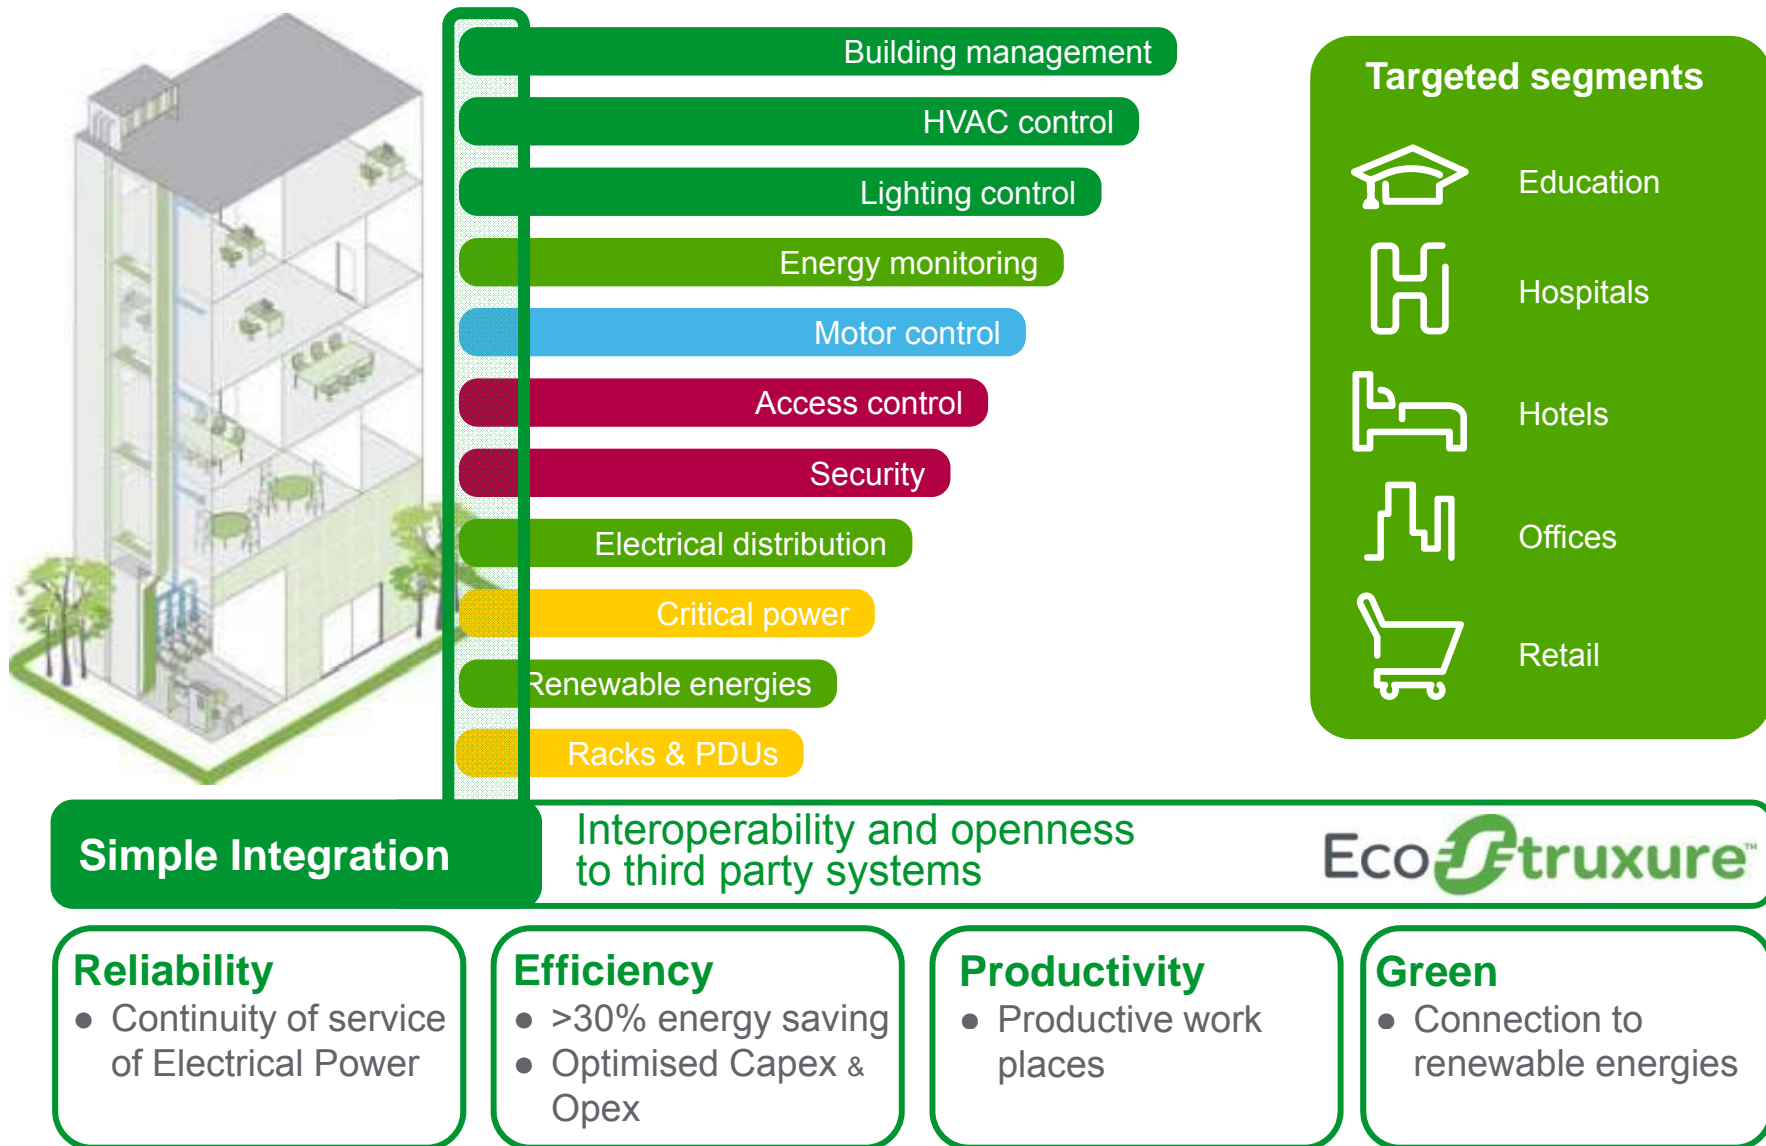 Building management
HVAC control
Lighting control
Energy monitoring
Motor control
Access control
Security
Electrical distribution
Critical power
Renewable energies
Racks & PDUs
Targeted segments
Education
Hospitals
Hotels
Offices
Retail
Simple Integration
Interoperability and openness
to third party systems
EcoStruxure™
Reliability
● Continuity of service
of Electrical Power
Efficiency
● >30% energy saving
● Optimised Capex &
Opex
Productivity
● Productive work
places
Green
● Connection to
renewable energies